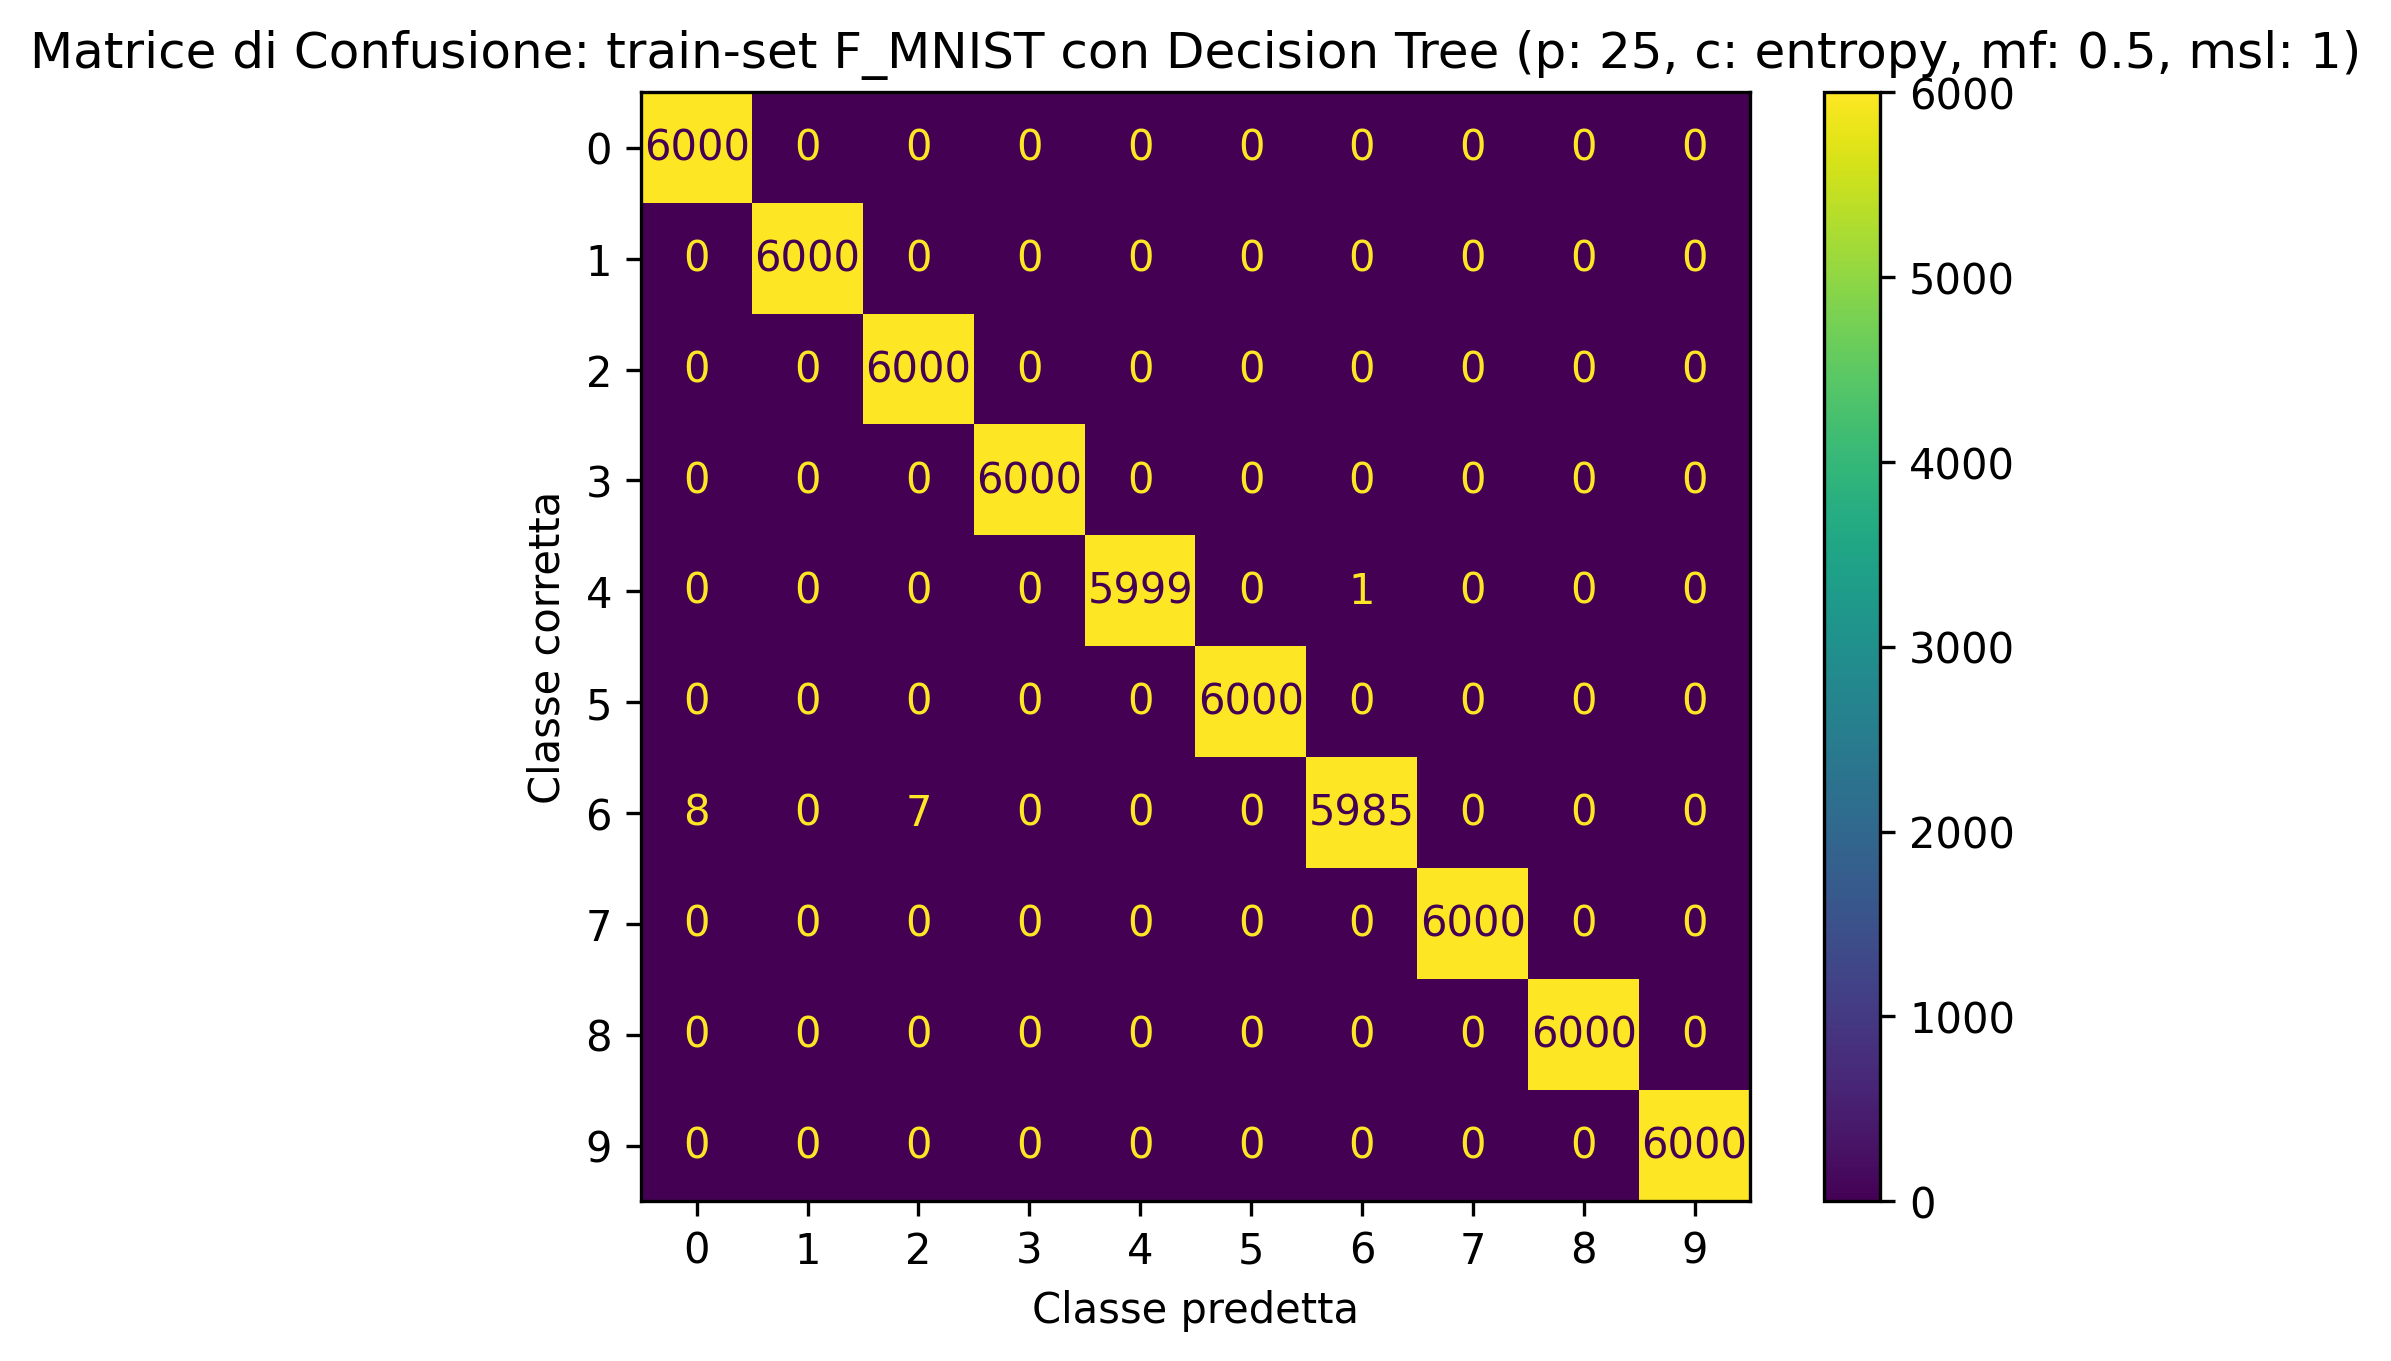 Matrice di Confusione: train-set F_MNIST con Decision Tree (p: 25, c: entropy, mf: 0.5, msl: 1)
0 6000 0 0 0 0 0 0 0 0 0
1 0 6000 0 0 0 0 0 0 0 0
2 0 0 6000 0 0 0 0 0 0 0
3 0 0 0 6000 0 0 0 0 0 0
4 0 0 0 0 5999 0 1 0 0 0
5 0 0 0 0 0 6000 0 0 0 0
6 8 0 7 0 0 0 5985 0 0 0
7 0 0 0 0 0 0 0 6000 0 0
8 0 0 0 0 0 0 0 0 6000 0
9 0 0 0 0 0 0 0 0 0 6000
0 1 2 3 4 5 6 7 8 9
Classe predetta
Classe corretta
6000
5000
4000
3000
2000
1000
0